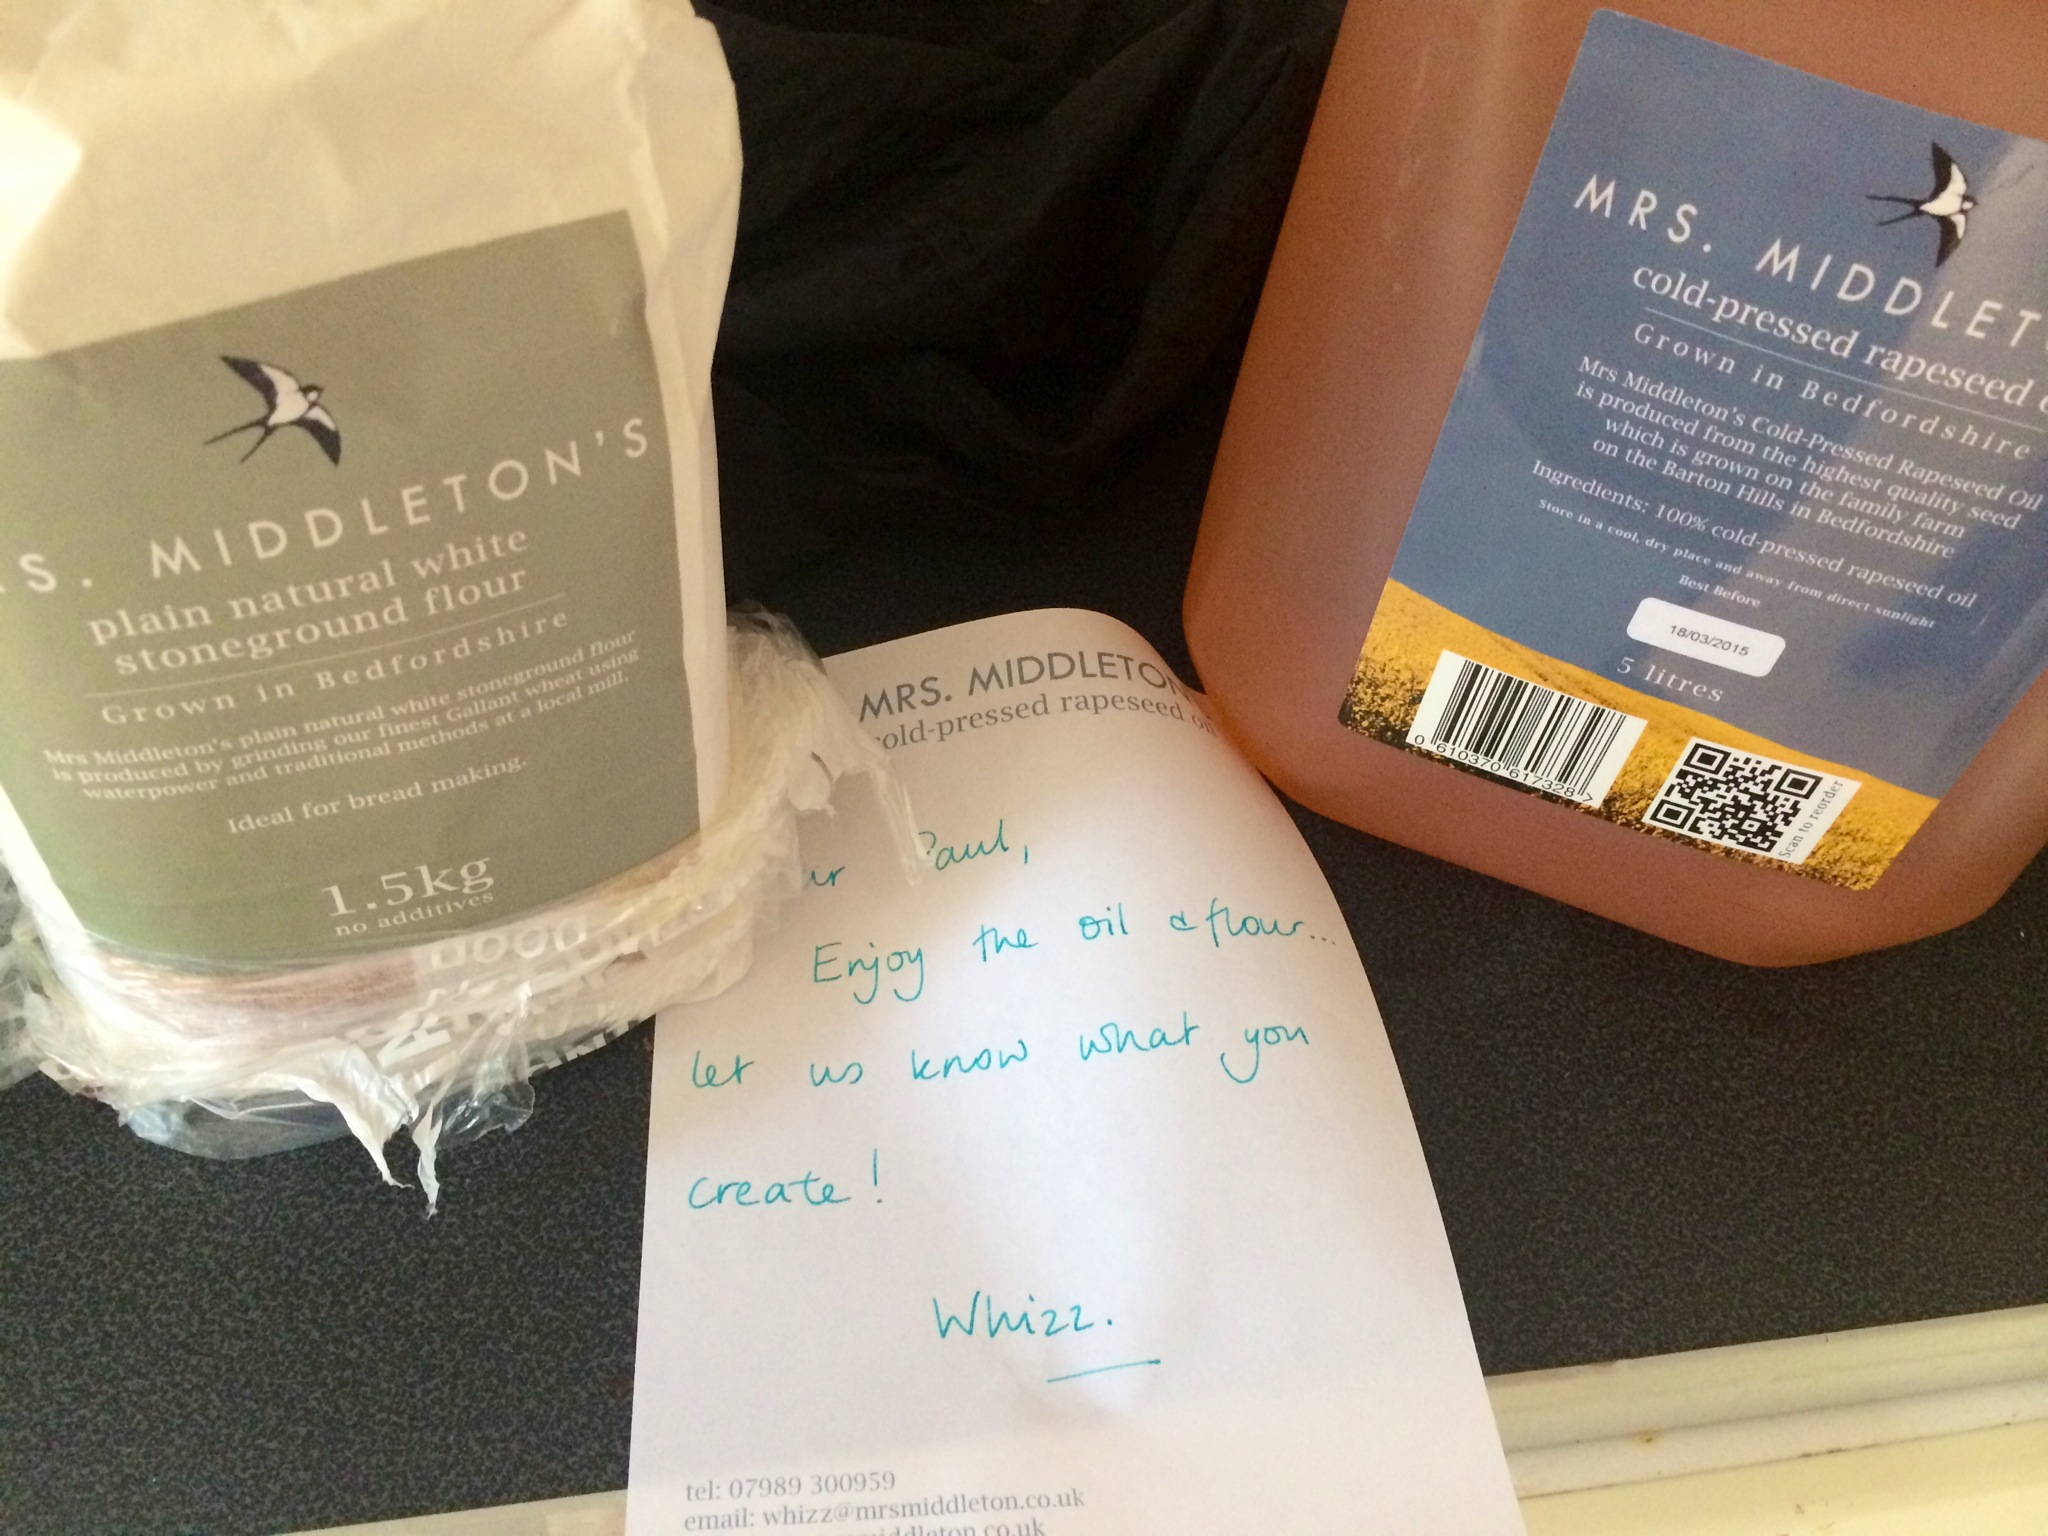 S. MIDDLETON'S
plain natural white
stoneground flour
Grown in Bedfordshire
Mrs Middleton's plain natural white stoneground flour
is produced by grinding our finest Gallant wheat using
waterpower and traditional methods at a local mill.
Ideal for bread making.
1.5kg
no additives
MRS. MIDDLETON
cold-pressed rapeseed oil
Paul,
Enjoy the oil & flour...
let us know what you
create!
Whizz.
tel: 07989 300959
email: whizz@mrsmiddleton.co.uk
middleton.co.uk
MRS. MIDDLET
cold-pressed rapeseed
Grown in Bedfordshire
Mrs Middleton's Cold-Pressed Rapeseed Oil
is produced from the highest quality seed
which is grown on the family farm
on the Barton Hills in Bedfordshire
Ingredients: 100% cold-pressed rapeseed oil
Store in a cool, dry place and away from direct sunlight
Best Before
18/03/2015
5 litres
0 610370 617328 >
Scan to reorder